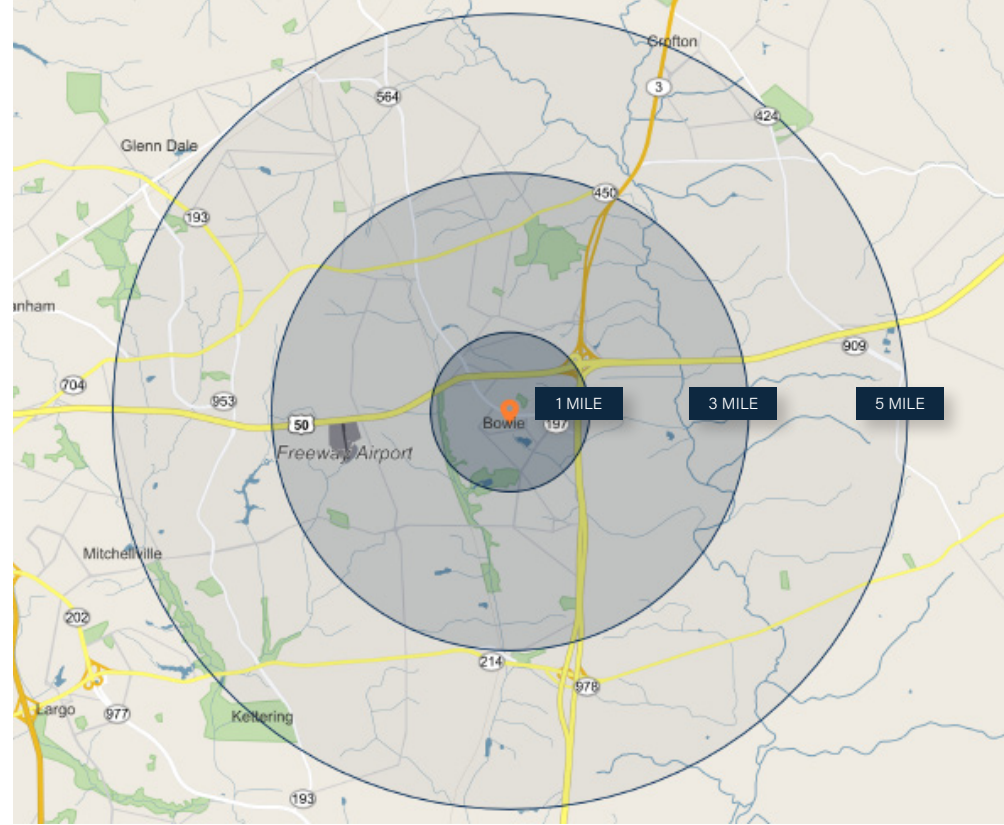 Grofton
3
564
424
Glenn Dale
450
193
anham
909
704
953
1 MILE
3 MILE
5 MILE
50
Bowie
197
Freeway Airport
Mitchellville
202
214
978
Largo
977
Kettering
193